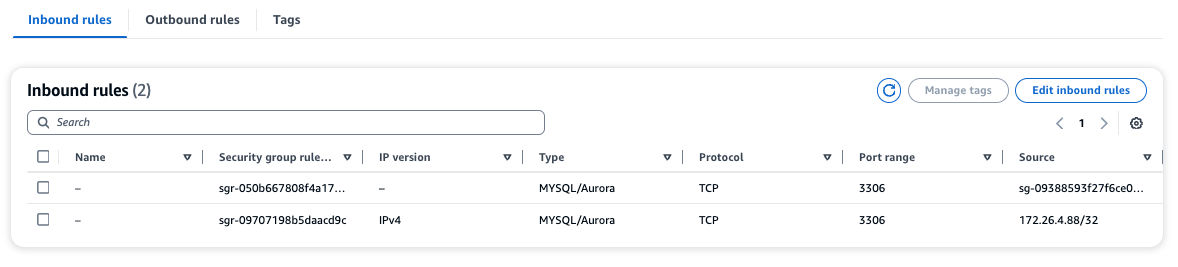 Inbound rules Outbound rules Tags
Inbound rules (2) Manage tags Edit inbound rules
Search 1
Name Security group rule... IP version Type Protocol Port range Source
– sgr-050b667808f4a17... – MYSQL/Aurora TCP 3306 sg-09388593f27f6ce0...
– sgr-09707198b5daacd9c IPv4 MYSQL/Aurora TCP 3306 172.26.4.88/32